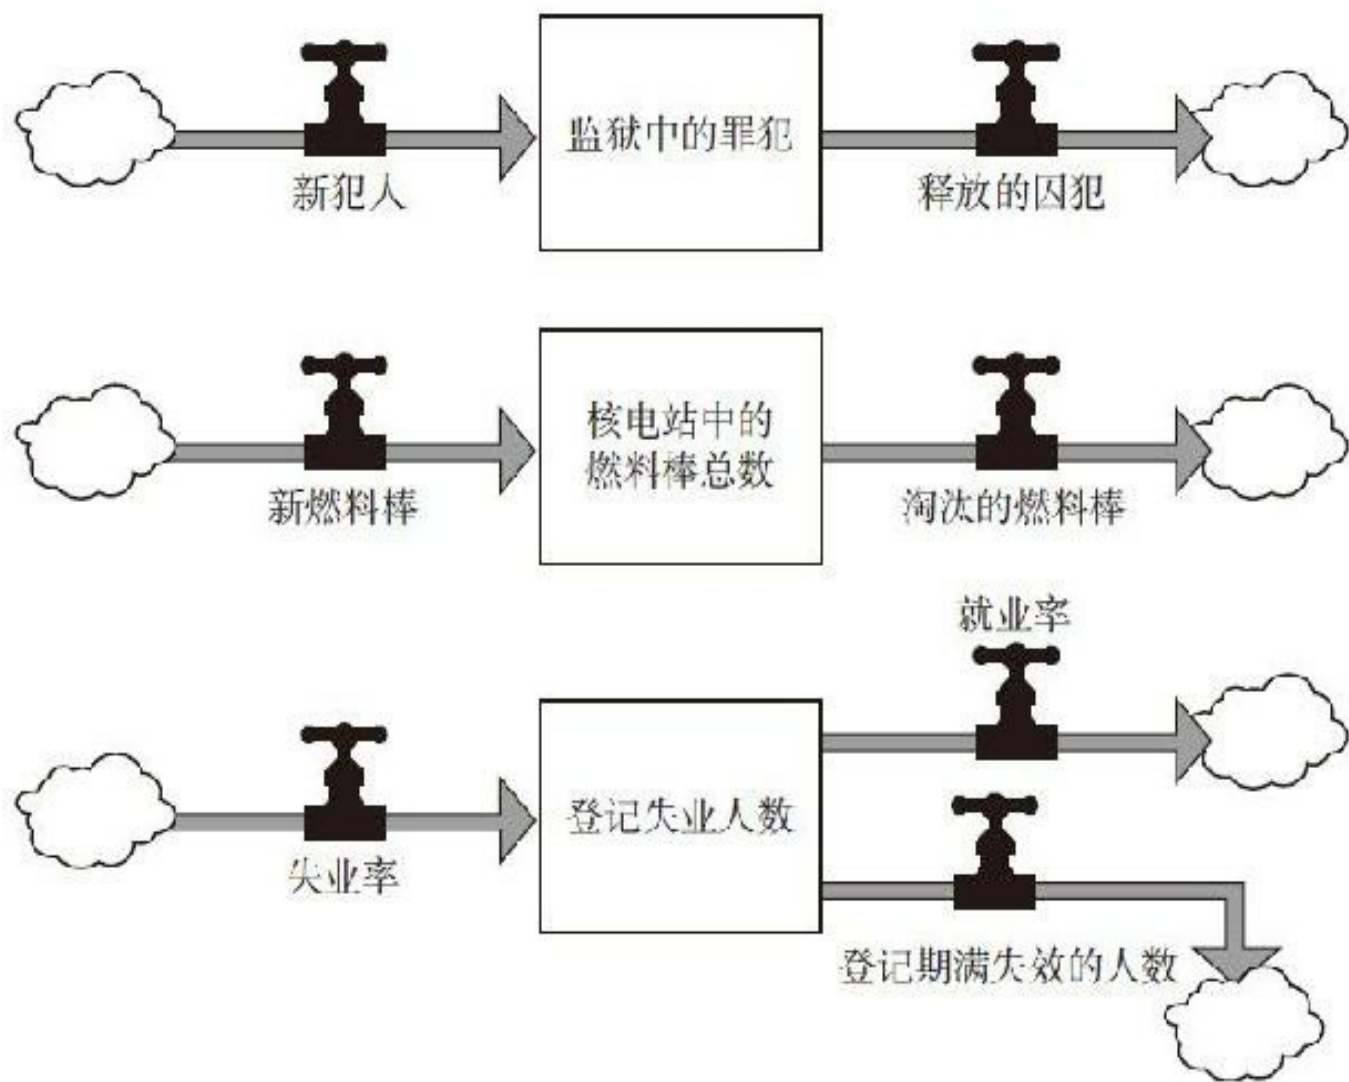 监狱中的罪犯
新犯人
释放的囚犯
核电站中的
燃料棒总数
新燃料棒
淘汰的燃料棒
就业率
登记失业人数
失业率
登记期满失效的人数